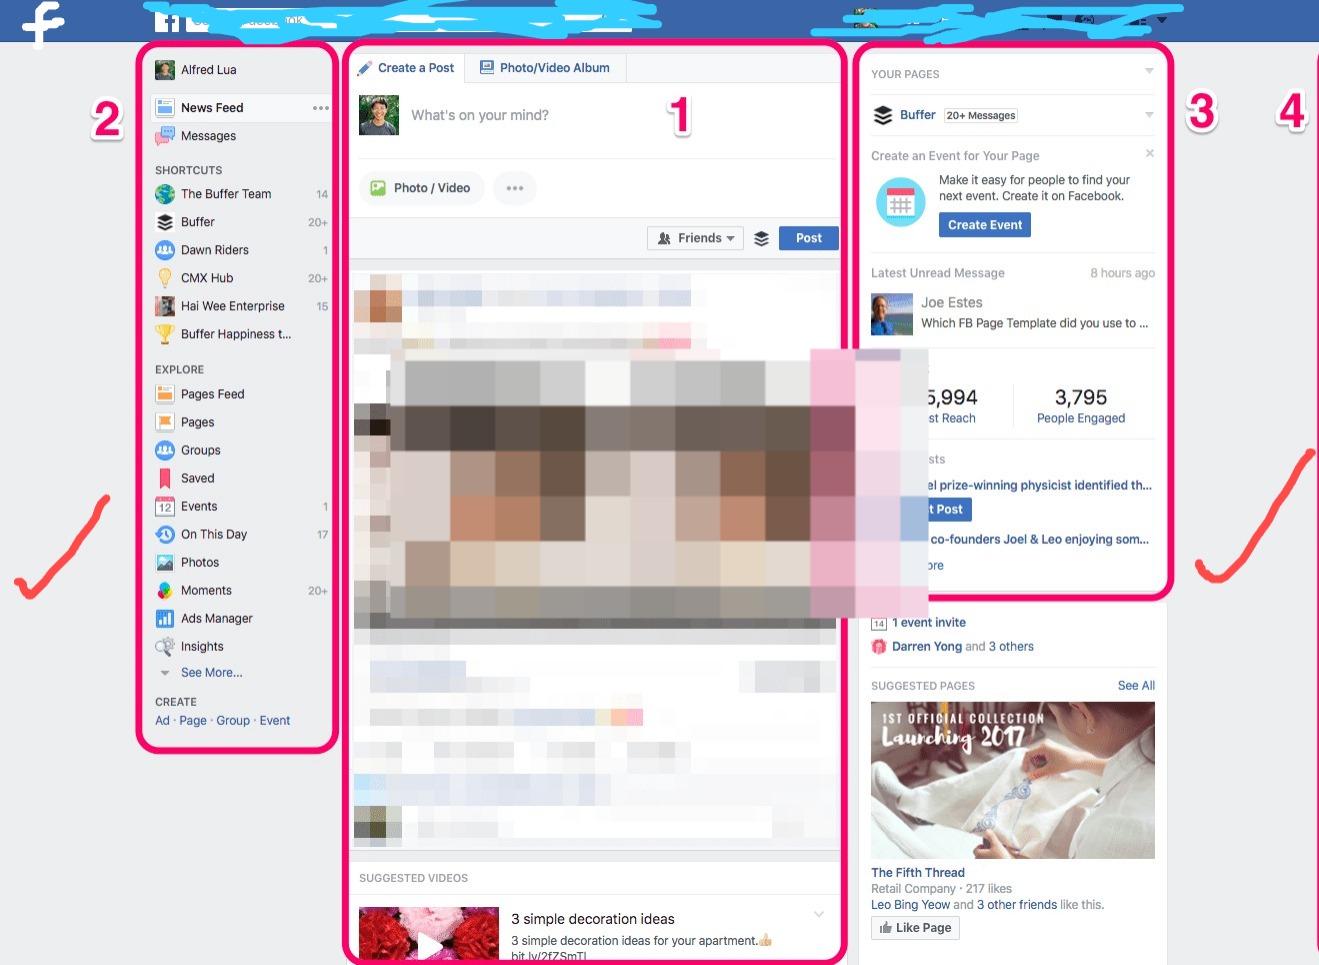 f
f
2
Alfred Lua
News Feed
Messages
SHORTCUTS
The Buffer Team 14
Buffer 20+
Dawn Riders 1
CMX Hub 20+
Hai Wee Enterprise 15
Buffer Happiness t...
EXPLORE
Pages Feed
Pages
Groups
Saved
12 Events 1
On This Day 17
Photos
Moments 20+
Ads Manager
Insights
See More...
CREATE
Ad · Page · Group · Event
Create a Post Photo/Video Album
What's on your mind?
1
Photo / Video
Friends Post
SUGGESTED VIDEOS
3 simple decoration ideas
3 simple decoration ideas for your apartment.👍
bit.ly/2fZSmTL
3
YOUR PAGES
Buffer 20+ Messages
Create an Event for Your Page
Make it easy for people to find your
next event. Create it on Facebook.
Create Event
Latest Unread Message 8 hours ago
Joe Estes
Which FB Page Template did you use to ...
5,994 3,795
st Reach People Engaged
sts
el prize-winning physicist identified th...
t Post
co-founders Joel & Leo enjoying som...
ore
14 1 event invite
Darren Yong and 3 others
SUGGESTED PAGES See All
1ST OFFICIAL COLLECTION
Launching 2017
The Fifth Thread
Retail Company · 217 likes
Leo Bing Yeow and 3 other friends like this.
Like Page
4